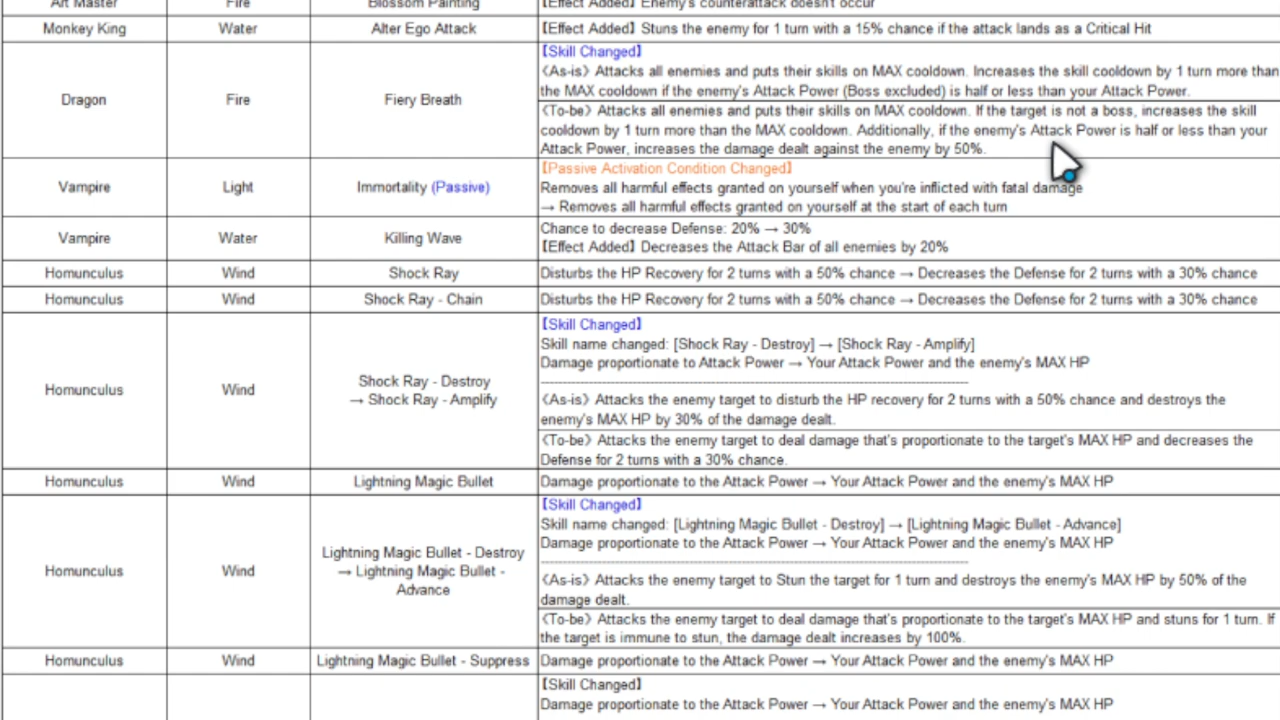 Art Master Fire Blossom Painting 【Effect Added】 Enemy's counterattack doesn't occur
Monkey King Water Alter Ego Attack 【Effect Added】 Stuns the enemy for 1 turn with a 15% chance if the attack lands as a Critical Hit
Dragon Fire Fiery Breath
【Skill Changed】
《As-is》 Attacks all enemies and puts their skills on MAX cooldown. Increases the skill cooldown by 1 turn more than
the MAX cooldown if the enemy's Attack Power (Boss excluded) is half or less than your Attack Power.
《To-be》 Attacks all enemies and puts their skills on MAX cooldown. If the target is not a boss, increases the skill
cooldown by 1 turn more than the MAX cooldown. Additionally, if the enemy's Attack Power is half or less than your
Attack Power, increases the damage dealt against the enemy by 50%.
Vampire Light Immortality (Passive)
【Passive Activation Condition Changed】
Removes all harmful effects granted on yourself when you're inflicted with fatal damage
→ Removes all harmful effects granted on yourself at the start of each turn
Vampire Water Killing Wave
Chance to decrease Defense: 20% → 30%
【Effect Added】 Decreases the Attack Bar of all enemies by 20%
Homunculus Wind Shock Ray Disturbs the HP Recovery for 2 turns with a 50% chance → Decreases the Defense for 2 turns with a 30% chance
Homunculus Wind Shock Ray - Chain Disturbs the HP Recovery for 2 turns with a 50% chance → Decreases the Defense for 2 turns with a 30% chance
Homunculus Wind Shock Ray - Destroy
→ Shock Ray - Amplify
【Skill Changed】
Skill name changed: [Shock Ray - Destroy] → [Shock Ray - Amplify]
Damage proportionate to Attack Power → Your Attack Power and the enemy's MAX HP
《As-is》 Attacks the enemy target to disturb the HP recovery for 2 turns with a 50% chance and destroys the
enemy's MAX HP by 30% of the damage dealt.
《To-be》 Attacks the enemy target to deal damage that's proportionate to the target's MAX HP and decreases the
Defense for 2 turns with a 30% chance.
Homunculus Wind Lightning Magic Bullet Damage proportionate to the Attack Power → Your Attack Power and the enemy's MAX HP
Homunculus Wind Lightning Magic Bullet - Destroy
→ Lightning Magic Bullet -
Advance
【Skill Changed】
Skill name changed: [Lightning Magic Bullet - Destroy] → [Lightning Magic Bullet - Advance]
Damage proportionate to the Attack Power → Your Attack Power and the enemy's MAX HP
《As-is》 Attacks the enemy target to Stun the target for 1 turn and destroys the enemy's MAX HP by 50% of the
damage dealt.
《To-be》 Attacks the enemy target to deal damage that's proportionate to the target's MAX HP and stuns for 1 turn. If
the target is immune to stun, the damage dealt increases by 100%.
Homunculus Wind Lightning Magic Bullet - Suppress Damage proportionate to the Attack Power → Your Attack Power and the enemy's MAX HP
【Skill Changed】
Damage proportionate to the Attack Power → Your Attack Power and the enemy's MAX HP